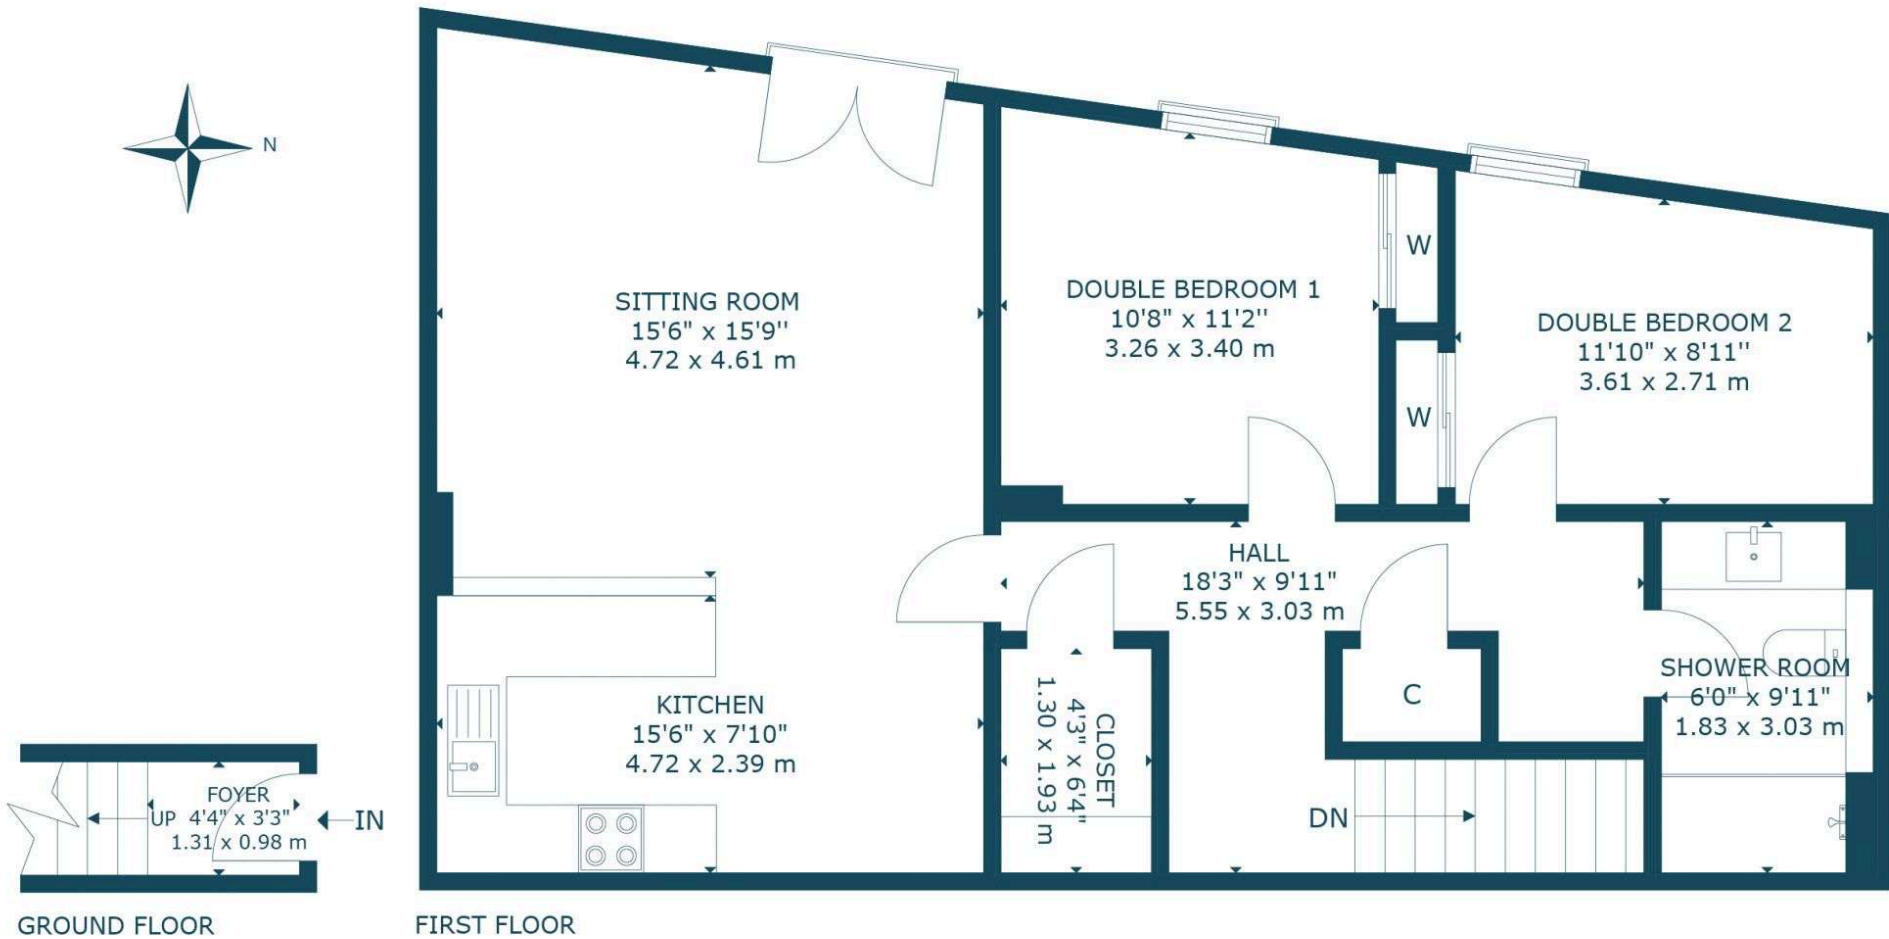 N
SITTING ROOM
15'6" x 15'9''
4.72 x 4.61 m
DOUBLE BEDROOM 1
10'8" x 11'2''
3.26 x 3.40 m
W
W
DOUBLE BEDROOM 2
11'10" x 8'11''
3.61 x 2.71 m
HALL
18'3" x 9'11"
5.55 x 3.03 m
KITCHEN
15'6" x 7'10"
4.72 x 2.39 m
CLOSET
4'3" x 6'4"
1.30 x 1.93 m
C
SHOWER ROOM
6'0" x 9'11"
1.83 x 3.03 m
DN
FOYER
UP 4'4" x 3'3"
1.31 x 0.98 m
IN
GROUND FLOOR
FIRST FLOOR